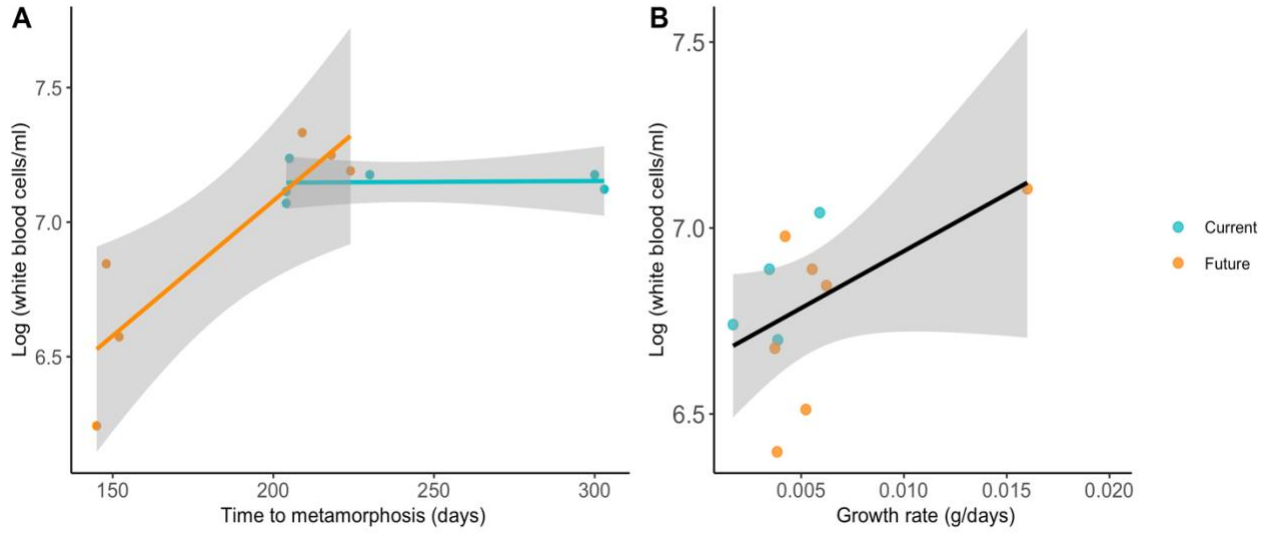 A
Log (white blood cells/ml)
7.5
7.0
6.5
150 200 250 300
Time to metamorphosis (days)
B
Log (white blood cells/ml)
7.5
7.0
6.5
0.005 0.010 0.015 0.020
Growth rate (g/days)
Current
Future